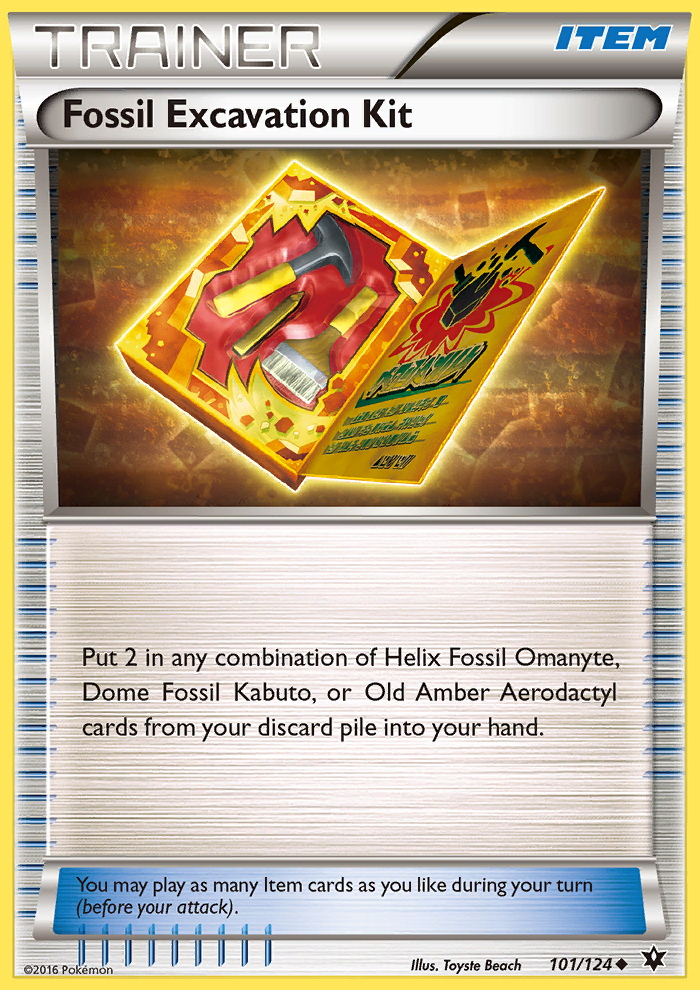 TRAINER
ITEM
Fossil Excavation Kit
Put 2 in any combination of Helix Fossil Omanyte,
Dome Fossil Kabuto, or Old Amber Aerodactyl
cards from your discard pile into your hand.
You may play as many Item cards as you like during your turn
(before your attack).
©2016 Pokémon
Illus. Toyste Beach
101/124